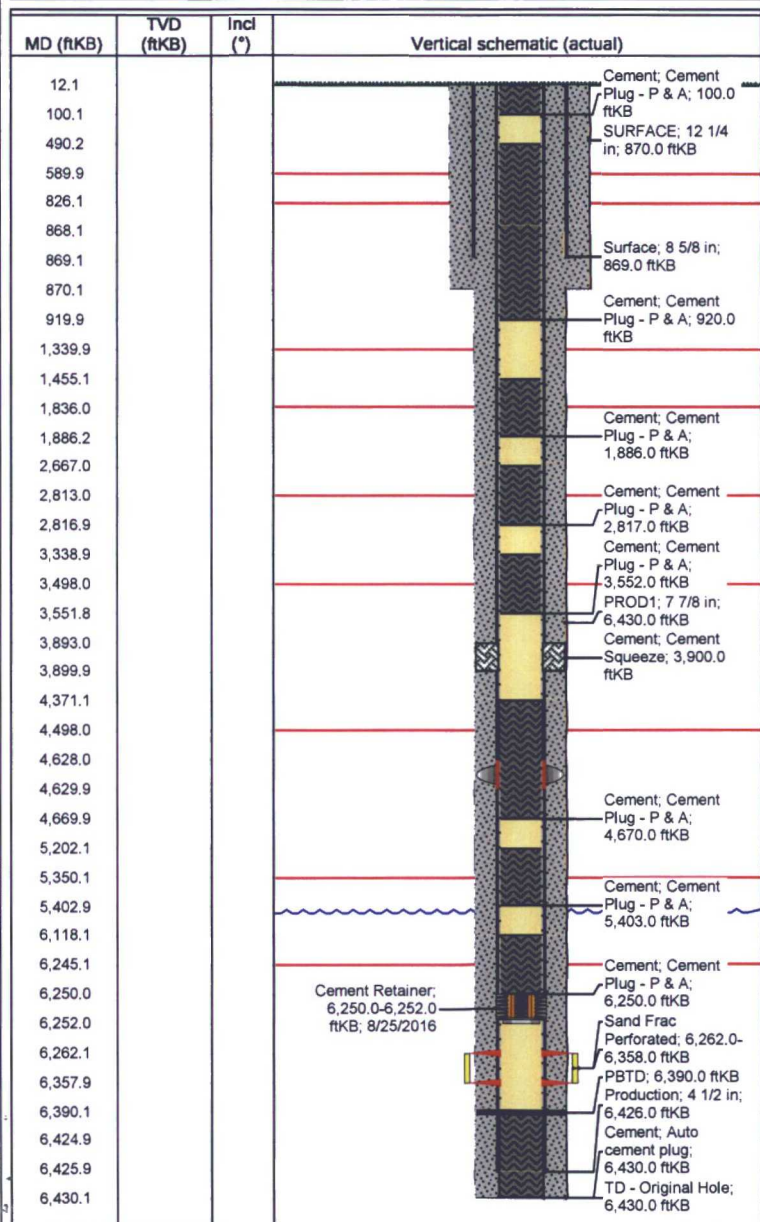 MD (ftKB)
TVD
(ftKB)
Incl
(°)
Vertical schematic (actual)
12.1
100.1
490.2
589.9
826.1
868.1
869.1
870.1
919.9
1,339.9
1,455.1
1,836.0
1,886.2
2,667.0
2,813.0
2,816.9
3,338.9
3,498.0
3,551.8
3,893.0
3,899.9
4,371.1
4,498.0
4,628.0
4,629.9
4,669.9
5,202.1
5,350.1
5,402.9
6,118.1
6,245.1
6,250.0
6,252.0
6,262.1
6,357.9
6,390.1
6,424.9
6,425.9
6,430.1
Cement; Cement
Plug - P & A; 100.0
ftKB
SURFACE; 12 1/4
in; 870.0 ftKB
Surface; 8 5/8 in;
869.0 ftKB
Cement; Cement
Plug - P & A; 920.0
ftKB
Cement; Cement
Plug - P & A;
1,886.0 ftKB
Cement; Cement
Plug - P & A;
2,817.0 ftKB
Cement; Cement
Plug - P & A;
3,552.0 ftKB
PROD1; 7 7/8 in;
6,430.0 ftKB
Cement; Cement
Squeeze; 3,900.0
ftKB
Cement; Cement
Plug - P & A;
4,670.0 ftKB
Cement; Cement
Plug - P & A;
5,403.0 ftKB
Cement; Cement
Plug - P & A;
6,250.0 ftKB
Cement Retainer;
6,250.0-6,252.0
ftKB; 8/25/2016
Sand Frac
Perforated; 6,262.0-
6,358.0 ftKB
PBTD; 6,390.0 ftKB
Production; 4 1/2 in;
6,426.0 ftKB
Cement; Auto
cement plug;
6,430.0 ftKB
TD - Original Hole;
6,430.0 ftKB